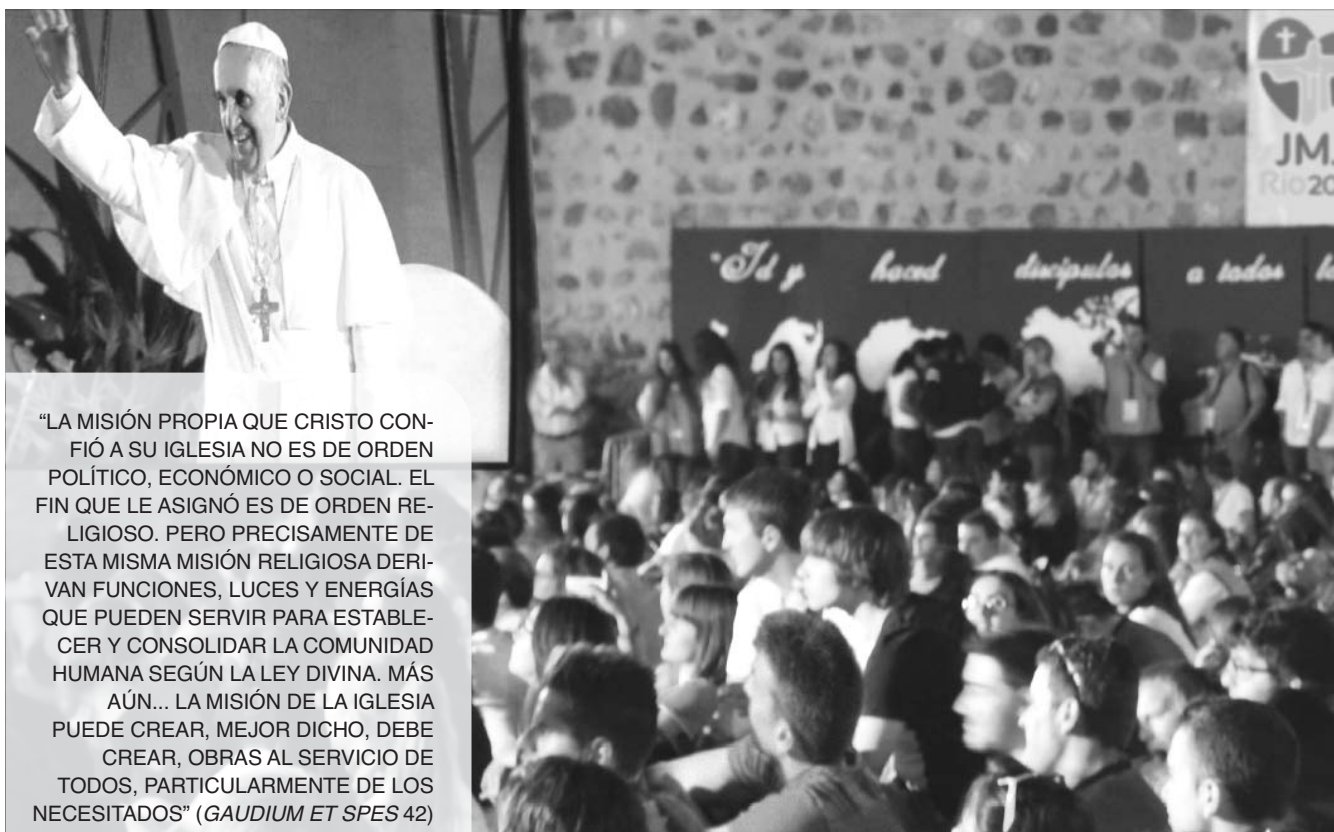 JM
Rio20
“Id y haced discípulos a todos
“LA MISIÓN PROPIA QUE CRISTO CON-
FIÓ A SU IGLESIA NO ES DE ORDEN
POLÍTICO, ECONÓMICO O SOCIAL. EL
FIN QUE LE ASIGNÓ ES DE ORDEN RE-
LIGIOSO. PERO PRECISAMENTE DE
ESTA MISMA MISIÓN RELIGIOSA DERI-
VAN FUNCIONES, LUCES Y ENERGÍAS
QUE PUEDEN SERVIR PARA ESTABLE-
CER Y CONSOLIDAR LA COMUNIDAD
HUMANA SEGÚN LA LEY DIVINA. MÁS
AÚN... LA MISIÓN DE LA IGLESIA
PUEDE CREAR, MEJOR DICHO, DEBE
CREAR, OBRAS AL SERVICIO DE
TODOS, PARTICULARMENTE DE LOS
NECESITADOS” (GAUDIUM ET SPES 42)